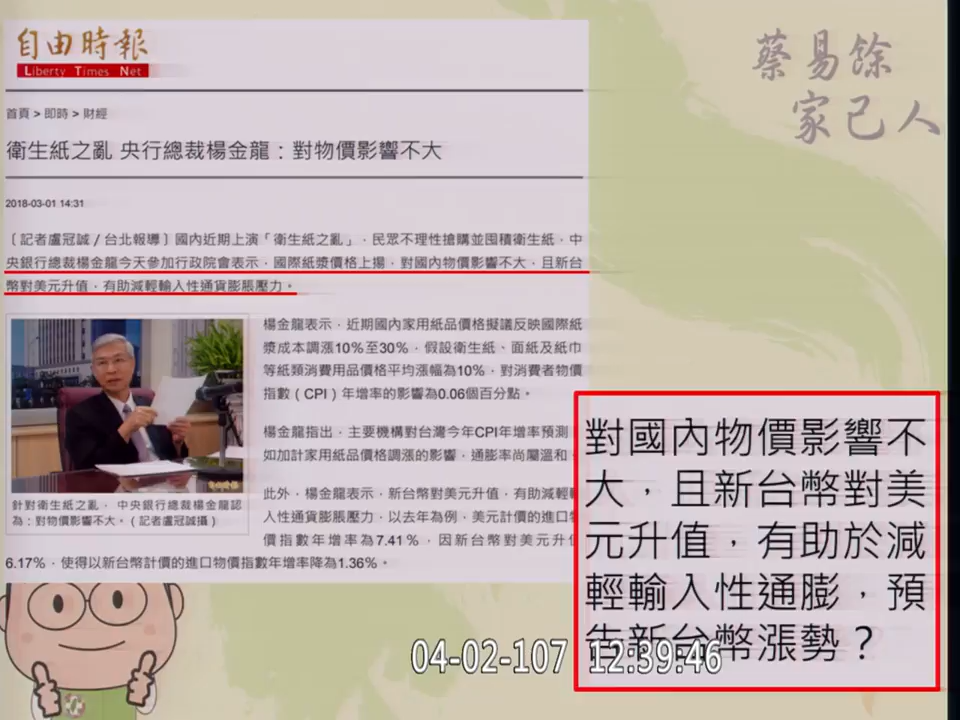 自由時報
Liberty Times Net
蔡易餘
家己人
首頁 > 即時 > 財經
衛生紙之亂 央行總裁楊金龍：對物價影響不大
2018-03-01 14:31
〔記者盧冠誠／台北報導〕國內近期上演「衛生紙之亂」，民眾不理性搶購並囤積衛生紙，中
央銀行總裁楊金龍今天參加行政院會表示，國際紙漿價格上揚，對國內物價影響不大，且新台
幣對美元升值，有助減輕輸入性通貨膨脹壓力。
楊金龍表示，近期國內家用紙品價格擬議反映國際紙
漿成本調漲10%至30%，假設衛生紙、面紙及紙巾
等紙類消費用品價格平均漲幅為10%，對消費者物價
指數（CPI）年增率的影響為0.06個百分點。
楊金龍指出，主要機構對台灣今年CPI年增率預測
如加計家用紙品價格調漲的影響，通膨率尚屬溫和，
此外，楊金龍表示，新台幣對美元升值，有助減輕輸
入性通貨膨脹壓力，以去年為例，美元計價的進口物
價指數年增率為7.41%，因新台幣對美元升值
6.17%，使得以新台幣計價的進口物價指數年增率降為1.36%。
針對衛生紙之亂，中央銀行總裁楊金龍認
為：對物價影響不大。（記者盧冠誠攝）
對國內物價影響不
大，且新台幣對美
元升值，有助於減
輕輸入性通膨，預
告新台幣漲勢？
04-02-107 12:39:46